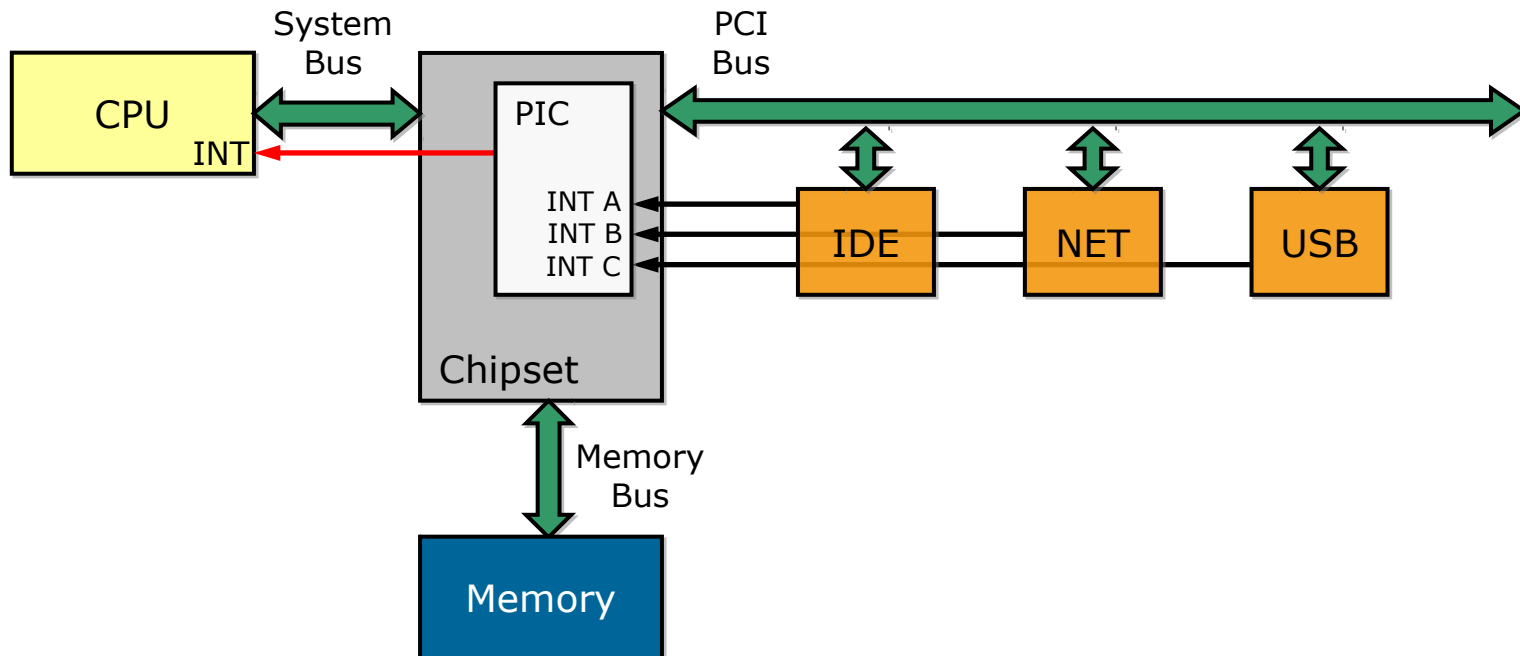 System
Bus
PCI
Bus
CPU
INT
PIC
INT A
INT B
INT C
IDE
NET
USB
Chipset
Memory
Bus
Memory